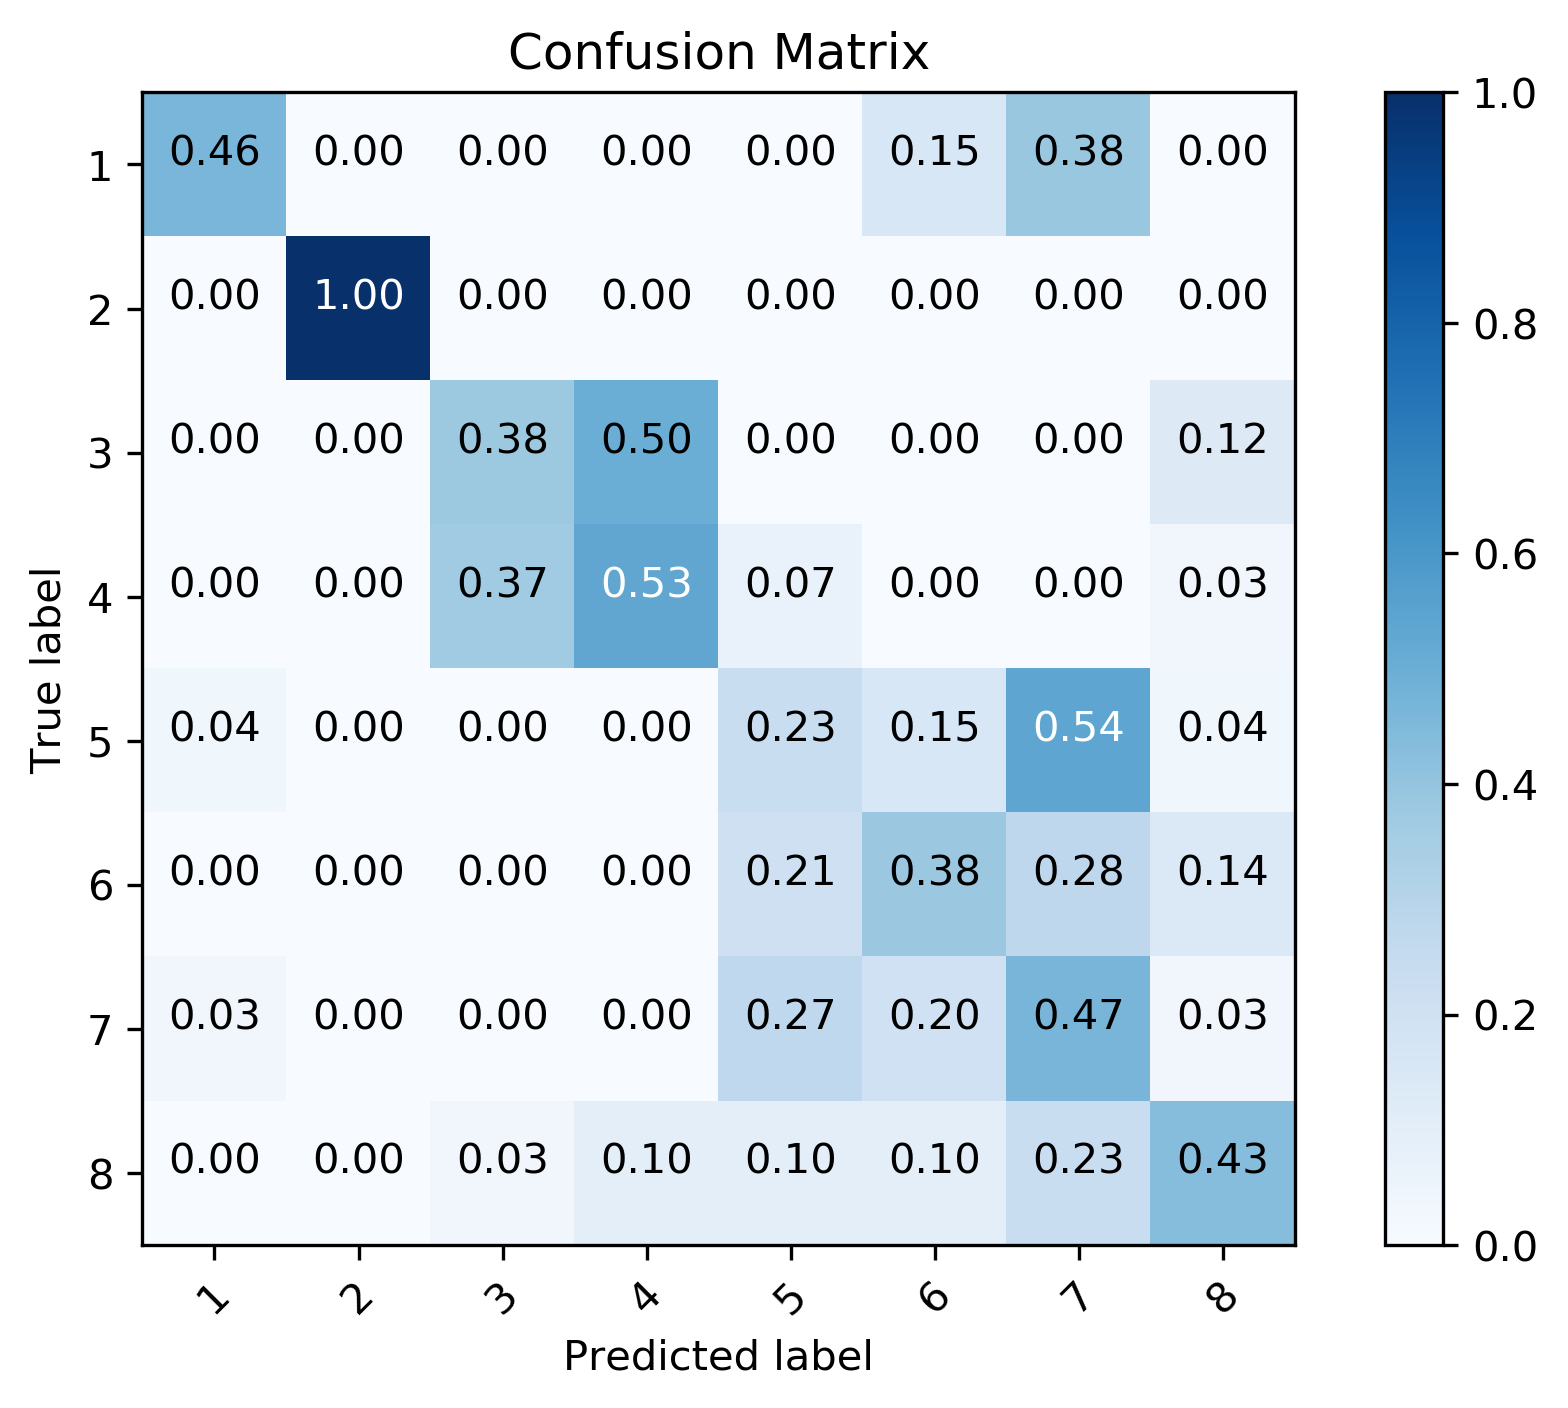 Confusion Matrix
1 0.46 0.00 0.00 0.00 0.00 0.15 0.38 0.00
2 0.00 1.00 0.00 0.00 0.00 0.00 0.00 0.00
3 0.00 0.00 0.38 0.50 0.00 0.00 0.00 0.12
4 0.00 0.00 0.37 0.53 0.07 0.00 0.00 0.03
5 0.04 0.00 0.00 0.00 0.23 0.15 0.54 0.04
6 0.00 0.00 0.00 0.00 0.21 0.38 0.28 0.14
7 0.03 0.00 0.00 0.00 0.27 0.20 0.47 0.03
8 0.00 0.00 0.03 0.10 0.10 0.10 0.23 0.43
1 2 3 4 5 6 7 8
Predicted label
True label
1.0
0.8
0.6
0.4
0.2
0.0